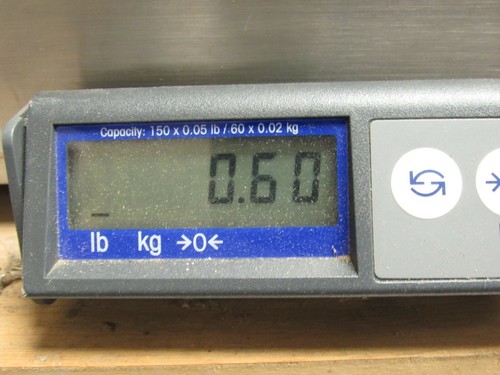 Capacity: 150 x 0.05 lb / 60 x 0.02 kg
0.60
lb kg →0←